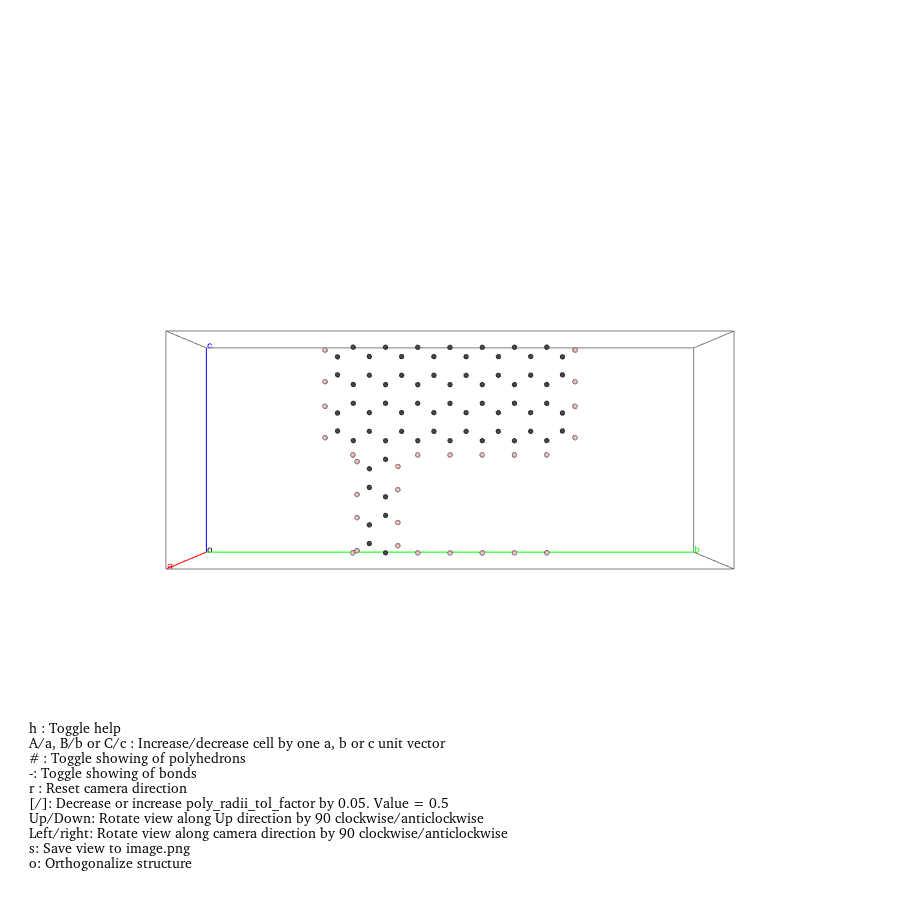 c
o
b
a
h : Toggle help
A/a, B/b or C/c : Increase/decrease cell by one a, b or c unit vector
# : Toggle showing of polyhedrons
-: Toggle showing of bonds
r : Reset camera direction
[/]: Decrease or increase poly_radii_tol_factor by 0.05. Value = 0.5
Up/Down: Rotate view along Up direction by 90 clockwise/anticlockwise
Left/right: Rotate view along camera direction by 90 clockwise/anticlockwise
s: Save view to image.png
o: Orthogonalize structure